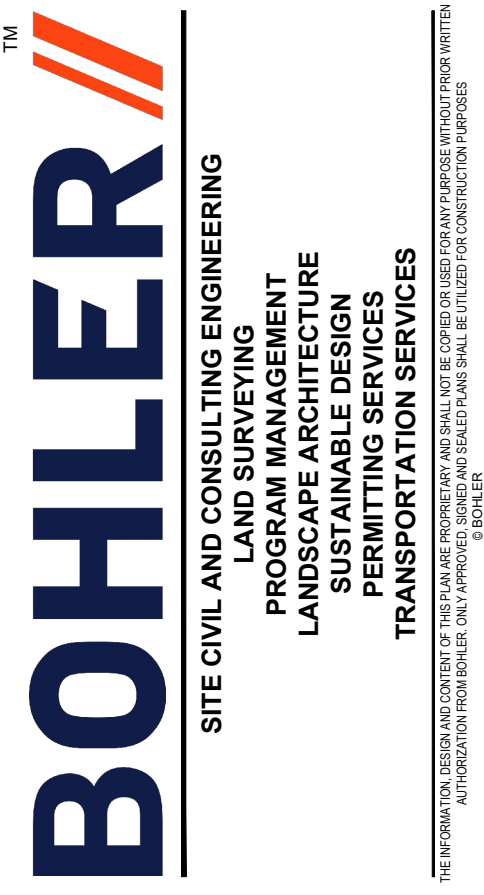 BOHLER// TM
SITE CIVIL AND CONSULTING ENGINEERING
LAND SURVEYING
PROGRAM MANAGEMENT
LANDSCAPE ARCHITECTURE
SUSTAINABLE DESIGN
PERMITTING SERVICES
TRANSPORTATION SERVICES
THE INFORMATION, DESIGN AND CONTENT OF THIS PLAN ARE PROPRIETARY AND SHALL NOT BE COPIED OR USED FOR ANY PURPOSE WITHOUT PRIOR WRITTEN
AUTHORIZATION FROM BOHLER. ONLY APPROVED, SIGNED AND SEALED PLANS SHALL BE UTILIZED FOR CONSTRUCTION PURPOSES
© BOHLER